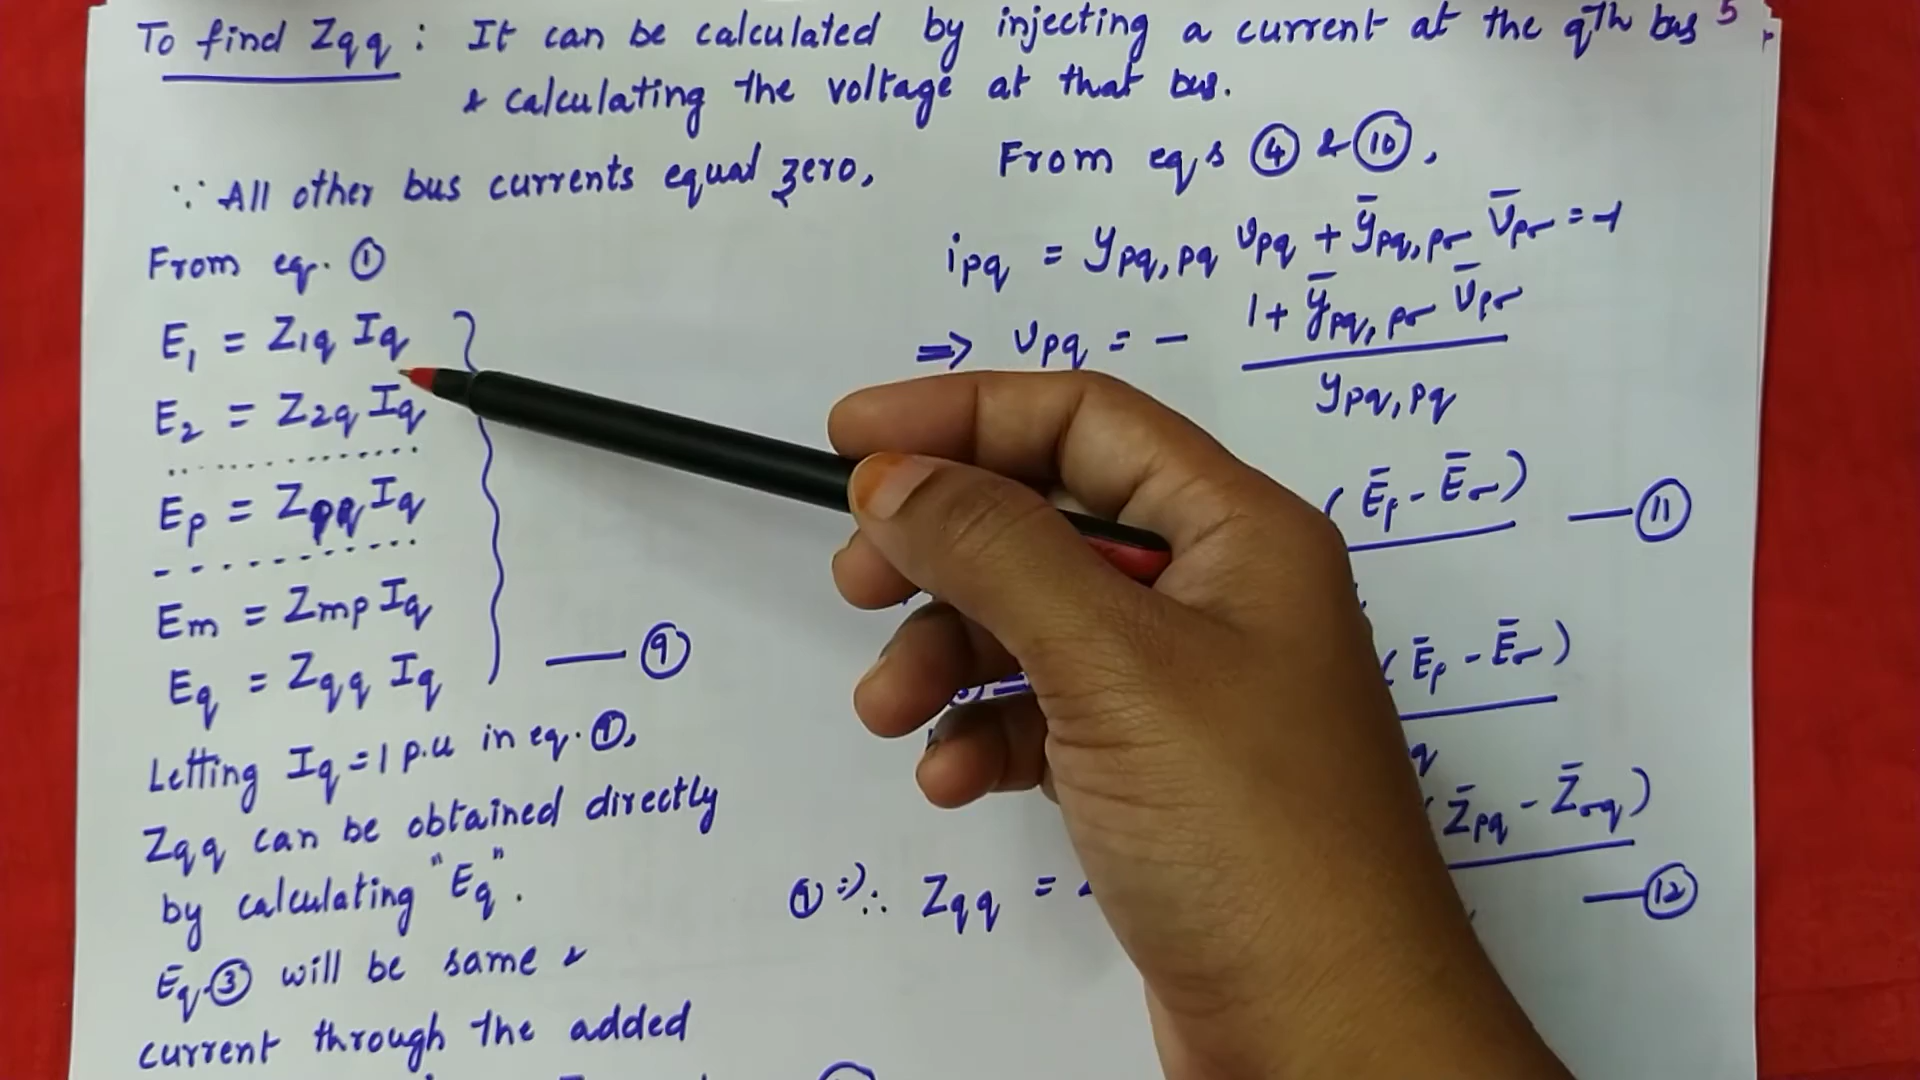 To find Zqq : It can be calculated by injecting a current at the qth bus 5
& calculating the voltage at that bus.
∵ All other bus currents equal zero,
From eq. ①
E₁ = Z₁q Iq
E₂ = Z₂q Iq
............
Ep = Zpq Iq
- - - - - - - -
Em = Zmp Iq
Eq = Zqq Iq — ⑨
Letting Iq = 1 p.u in eq. ①,
Zqq can be obtained directly
by calculating "Eq".
Eq. ③ will be same &
current through the added
From eqs ④ & ⑩,
ipq = ypq,pq vpq + ȳpq,pr v̄pr = -1
⇒ vpq = - 1 + ȳpq,pr v̄pr
ypq,pq
( Ēp - Ēr ) — ⑪
( Ēp - Ēr )
q
( Z̄pq - Z̄rq )
∴ Zqq =
— ⑫